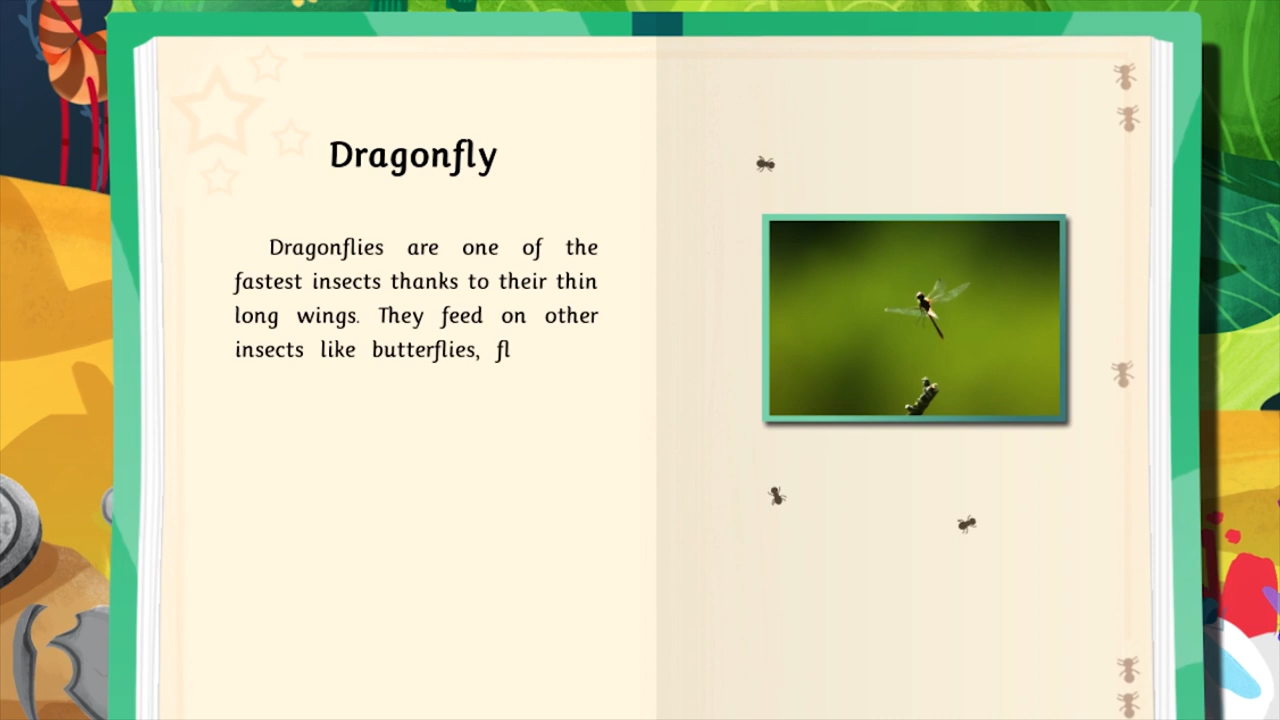 Dragonfly
Dragonflies are one of the
fastest insects thanks to their thin
long wings. They feed on other
insects like butterflies, fl